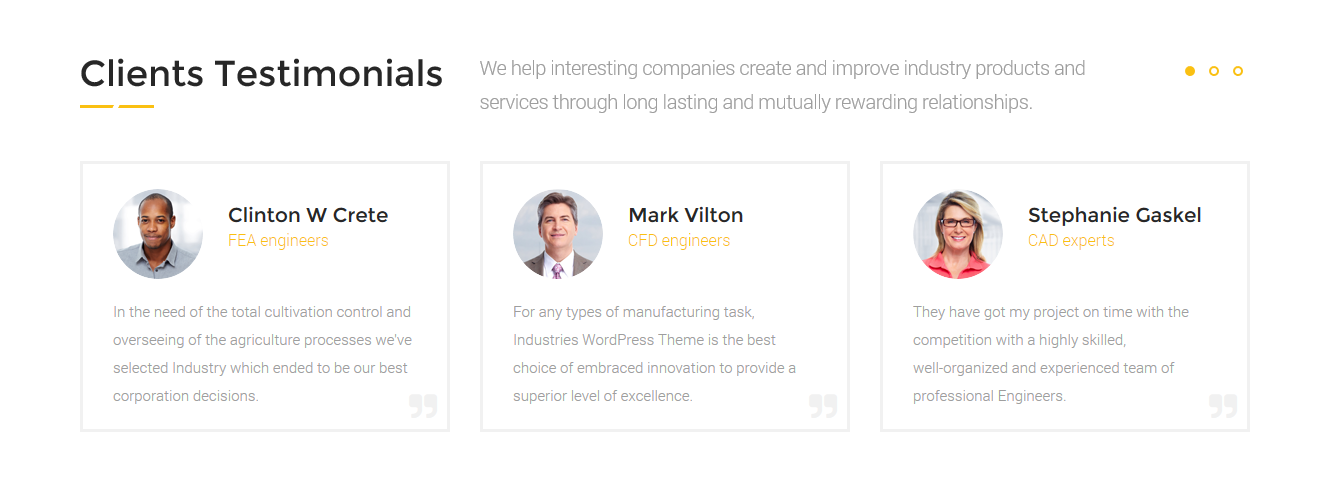 Clients Testimonials
We help interesting companies create and improve industry products and
services through long lasting and mutually rewarding relationships.
Clinton W Crete
FEA engineers
In the need of the total cultivation control and
overseeing of the agriculture processes we've
selected Industry which ended to be our best
corporation decisions.
Mark Vilton
CFD engineers
For any types of manufacturing task,
Industries WordPress Theme is the best
choice of embraced innovation to provide a
superior level of excellence.
Stephanie Gaskel
CAD experts
They have got my project on time with the
competition with a highly skilled,
well-organized and experienced team of
professional Engineers.